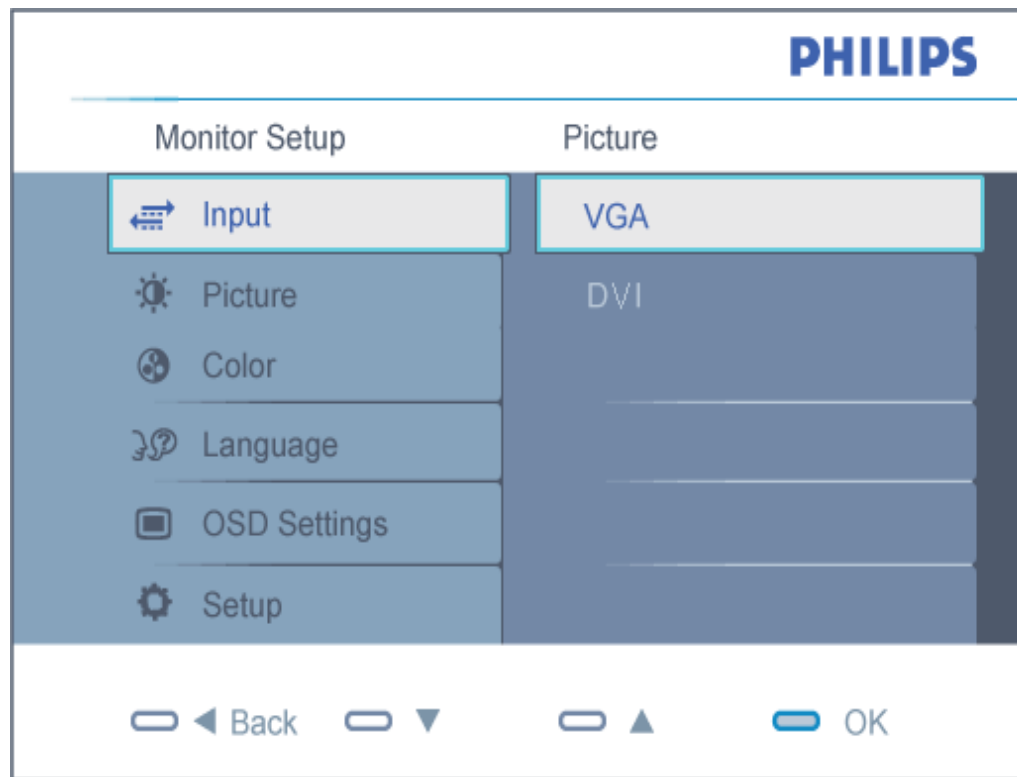 PHILIPS
Monitor Setup Picture
Input VGA
Picture DVI
Color
Language
OSD Settings
Setup
Back OK